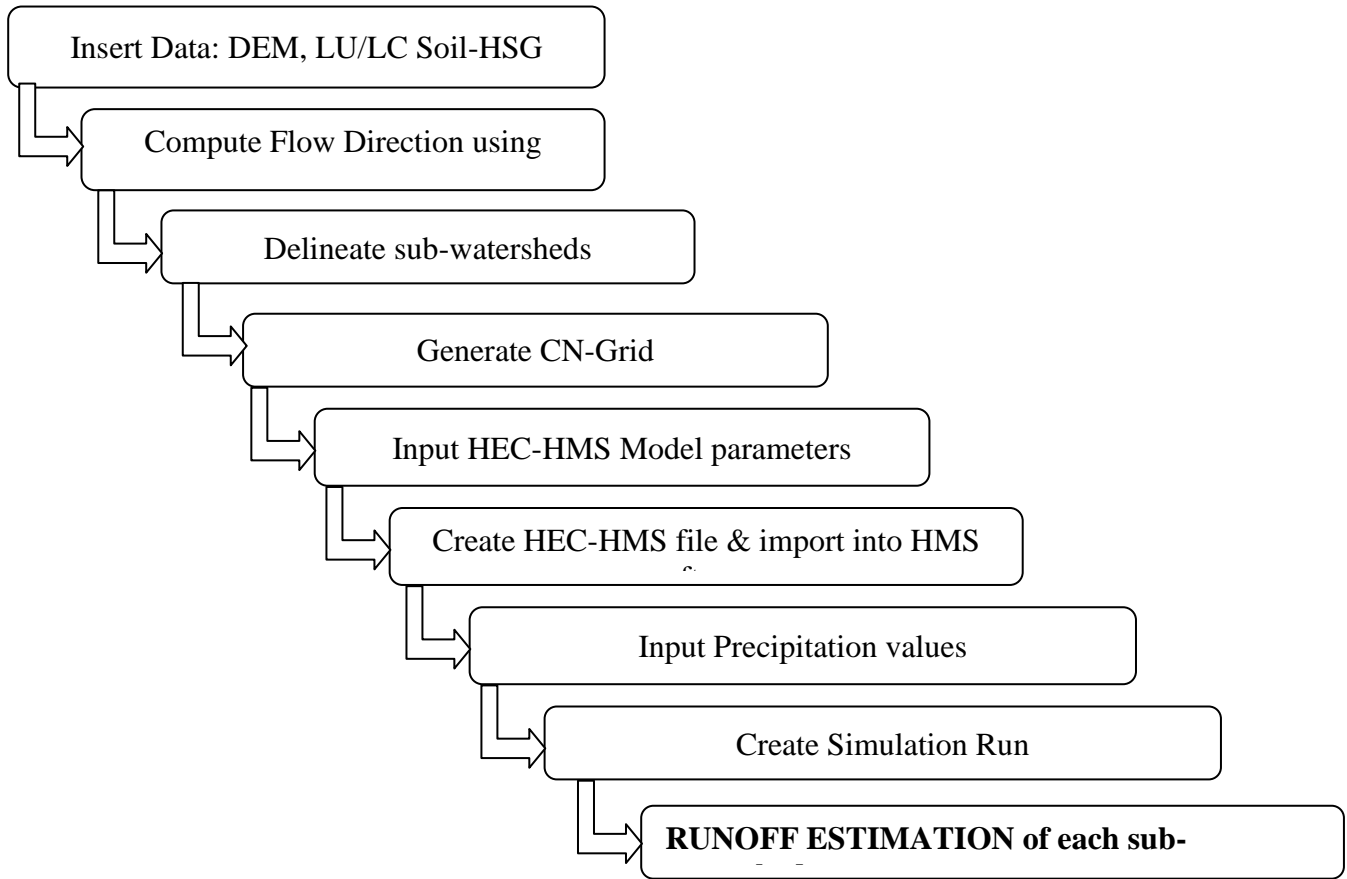 Insert Data: DEM, LU/LC Soil-HSG
Compute Flow Direction using
Delineate sub-watersheds
Generate CN-Grid
Input HEC-HMS Model parameters
Create HEC-HMS file & import into HMS
Input Precipitation values
Create Simulation Run
RUNOFF ESTIMATION of each sub-